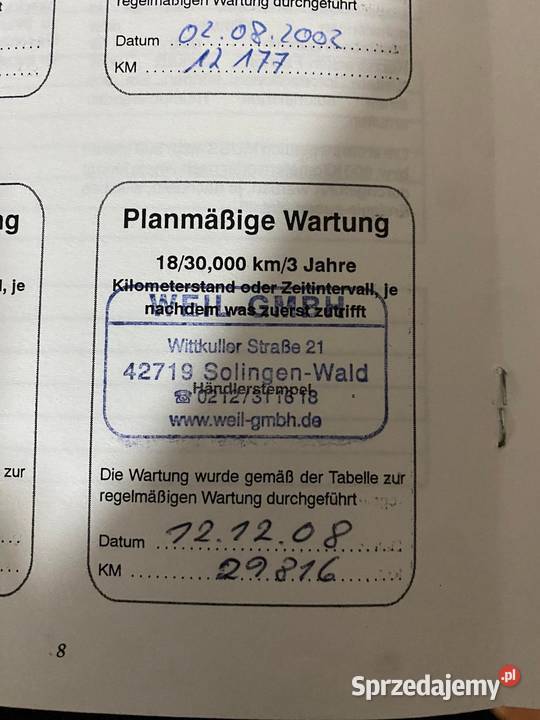 regelmäßigen Wartung durchgeführt
Datum 02.08.2002
KM 12 177
ng
Planmäßige Wartung
18/30,000 km/3 Jahre
, je
Kilometerstand oder Zeitintervall, je
nachdem was zuerst zutrifft
WEIL GMBH
Wittkuller Straße 21
42719 Solingen-Wald
Händlerstempel
☎ 0212/311618
www.weil-gmbh.de
zur
Die Wartung wurde gemäß der Tabelle zur
regelmäßigen Wartung durchgeführt
Datum 12.12.08
KM 29816
8
Sprzedajemy.pl